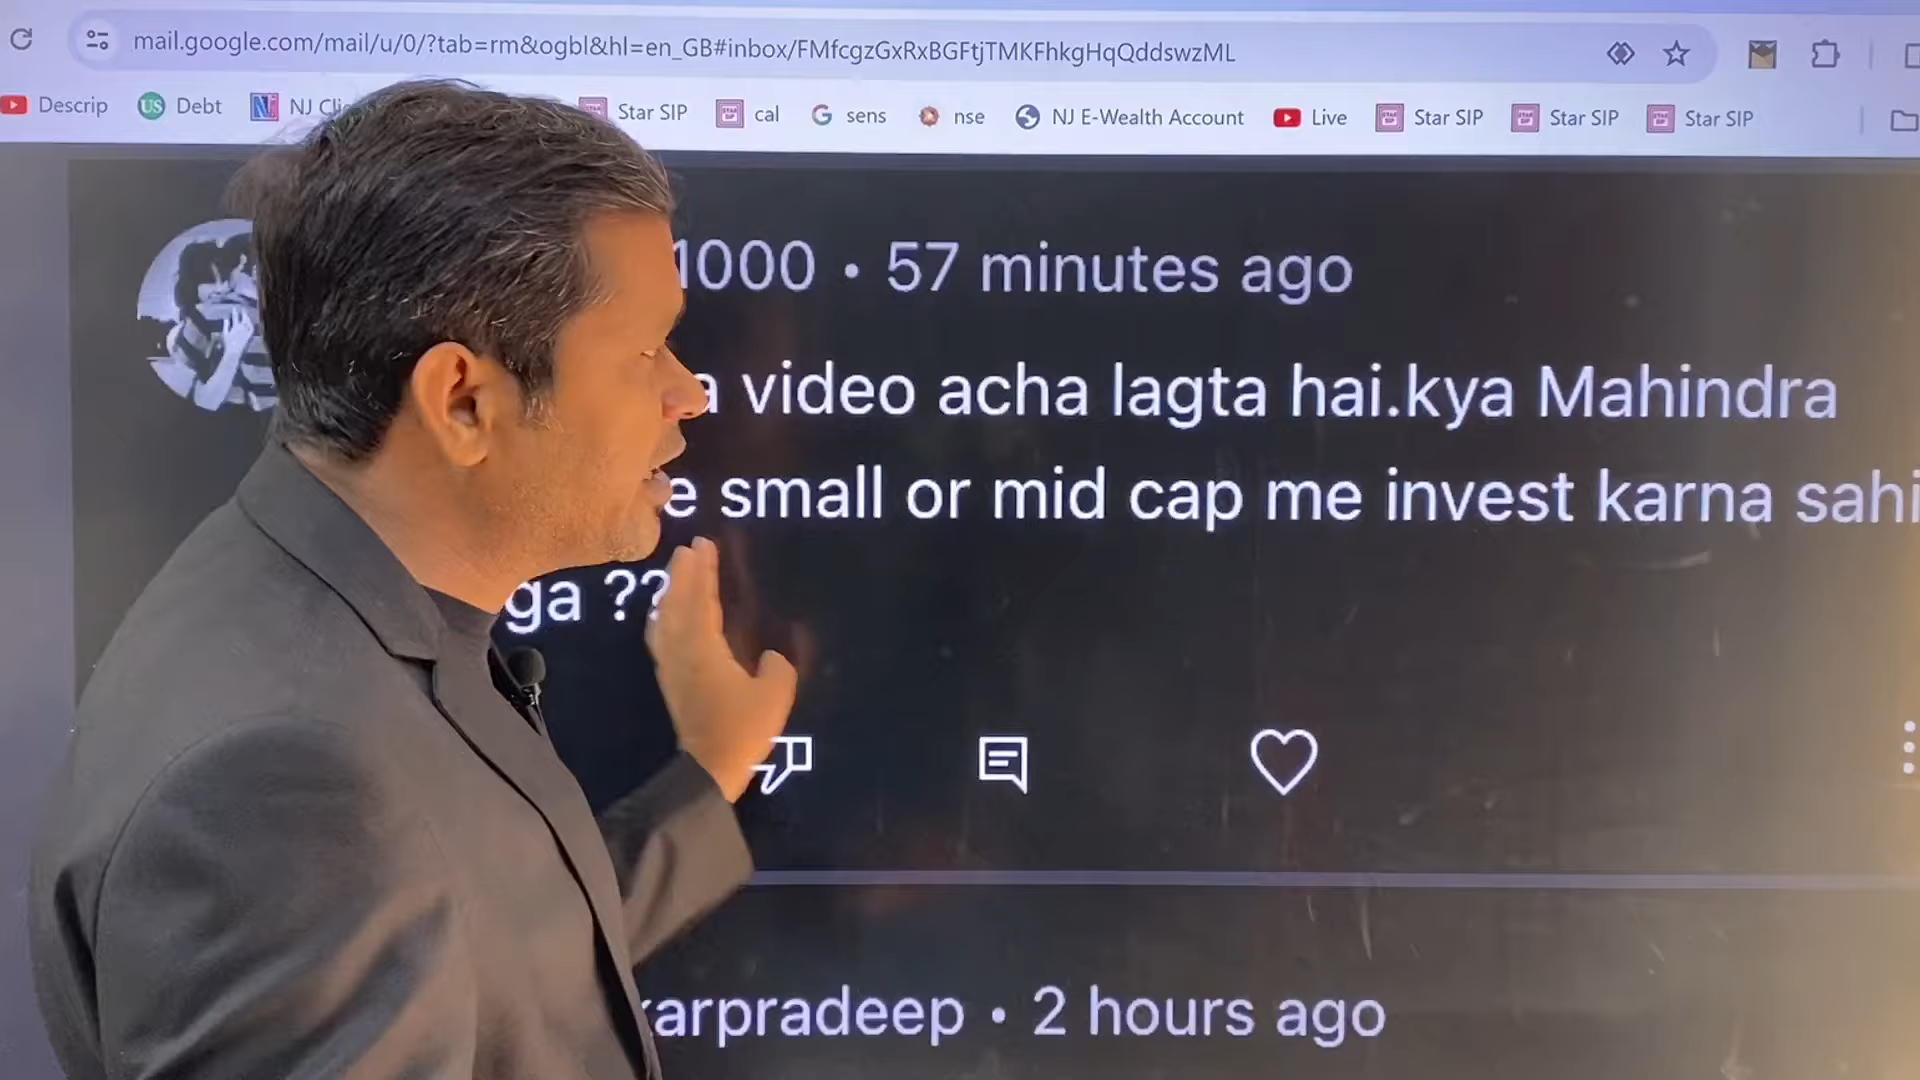 mail.google.com/mail/u/0/?tab=rm&ogbl&hl=en_GB#inbox/FMfcgzGxRxBGFtjTMKFhkgHqQddswzML
Descrip US Debt NJ Star SIP cal sens nse NJ E-Wealth Account Live Star SIP Star SIP Star SIP
1000 • 57 minutes ago
a video acha lagta hai.kya Mahindra
e small or mid cap me invest karna sahi
ga ??
karpradeep • 2 hours ago